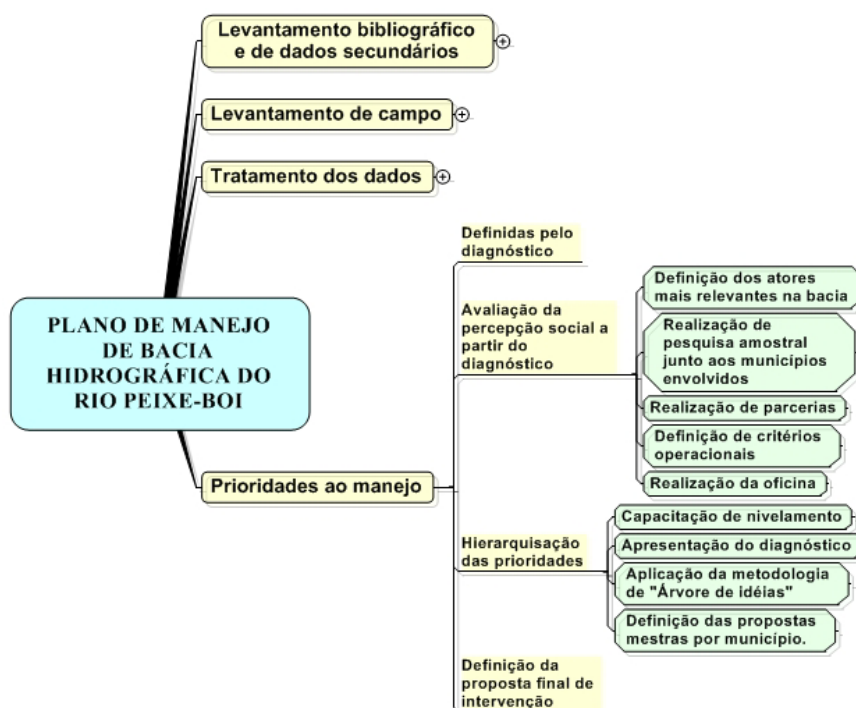 Levantamento bibliográfico
e de dados secundários
Levantamento de campo
Tratamento dos dados
PLANO DE MANEJO
DE BACIA
HIDROGRÁFICA DO
RIO PEIXE-BOI
Prioridades ao manejo
Definidas pelo
diagnóstico
Avaliação da
percepção social a
partir do
diagnóstico
Definição dos atores
mais relevantes na bacia
Realização de
pesquisa amostral
junto aos municípios
envolvidos
Realização de parcerias
Definição de critérios
operacionais
Realização da oficina
Hierarquisação
das prioridades
Capacitação de nivelamento
Apresentação do diagnóstico
Aplicação da metodologia
de "Árvore de idéias"
Definição das propostas
mestras por município.
Definição da
proposta final de
intervenção